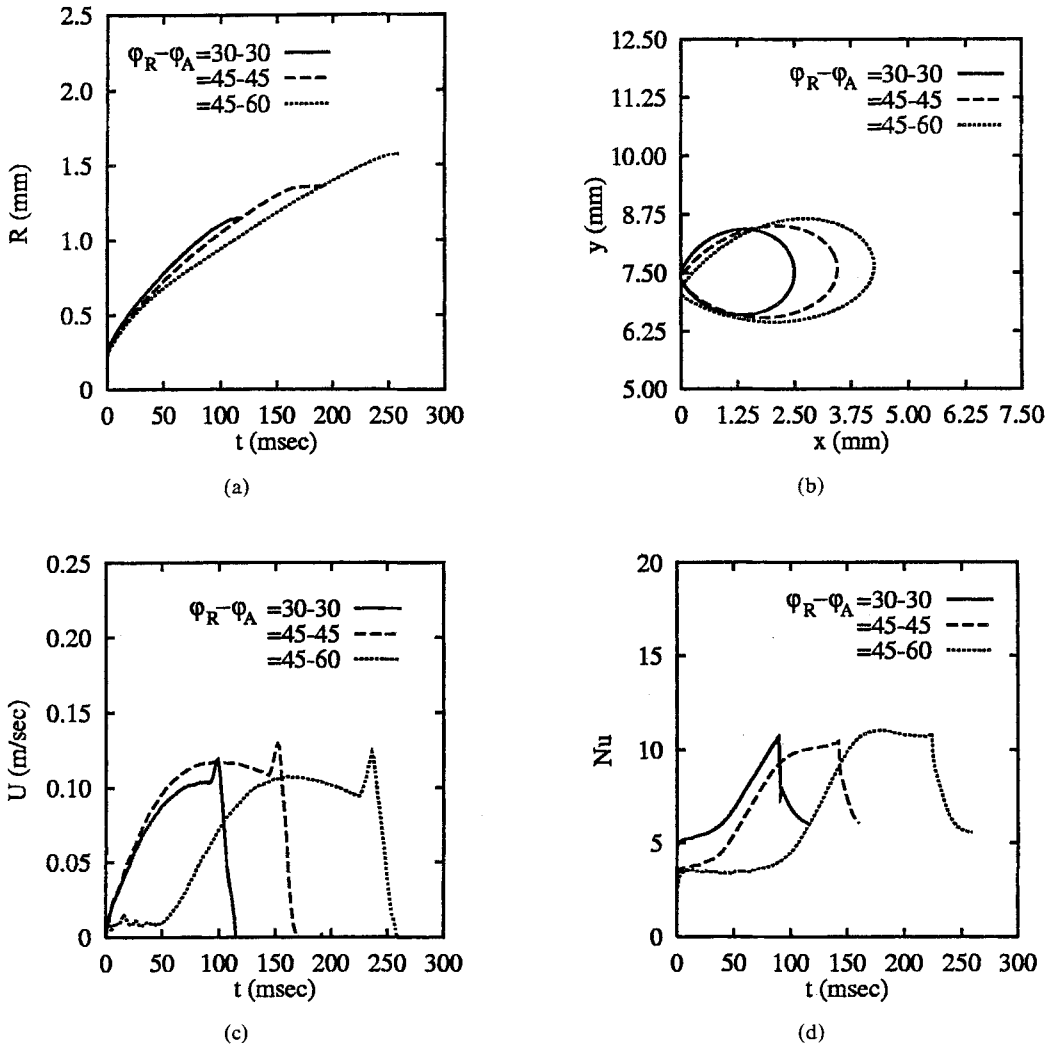 2.5
2.0
1.5
1.0
0.5
0
R (mm)
φR−φA =30-30
=45-45
=45-60
0 50 100 150 200 250 300
t (msec)
(a)
12.50
11.25
10.00
8.75
7.50
6.25
5.00
y (mm)
φR−φA =30-30
=45-45
=45-60
0 1.25 2.50 3.75 5.00 6.25 7.50
x (mm)
(b)
0.25
0.20
0.15
0.10
0.05
0
U (m/sec)
φR−φA =30-30
=45-45
=45-60
0 50 100 150 200 250 300
t (msec)
(c)
20
15
10
5
0
Nu
φR−φA =30-30
=45-45
=45-60
0 50 100 150 200 250 300
t (msec)
(d)